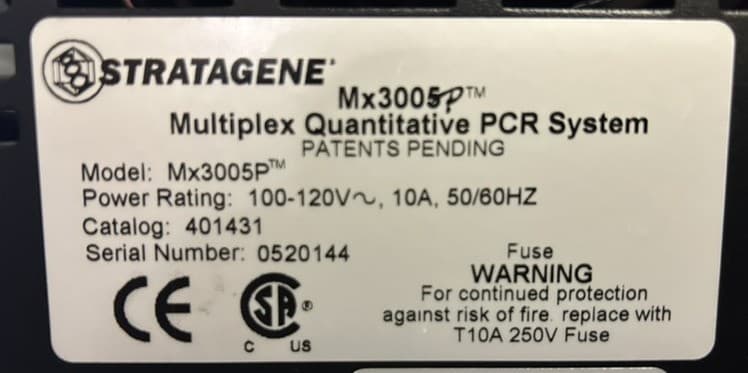 STRATAGENE®
Mx3005P™
Multiplex Quantitative PCR System
PATENTS PENDING
Model: Mx3005P™
Power Rating: 100-120V∿, 10A, 50/60HZ
Catalog: 401431
Serial Number: 0520144
CE
SA®
C US
Fuse
WARNING
For continued protection
against risk of fire. replace with
T10A 250V Fuse